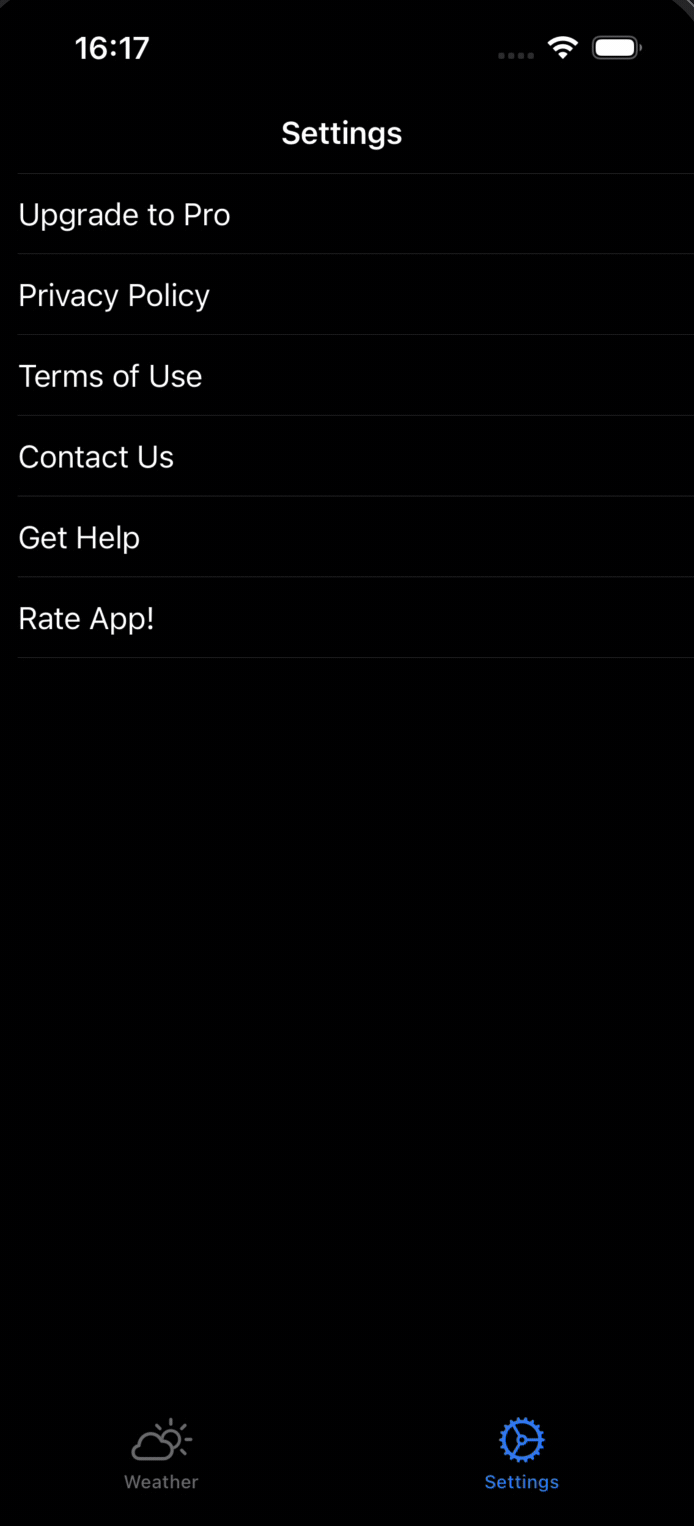 16:17
Settings
Upgrade to Pro
Privacy Policy
Terms of Use
Contact Us
Get Help
Rate App!
Weather
Settings